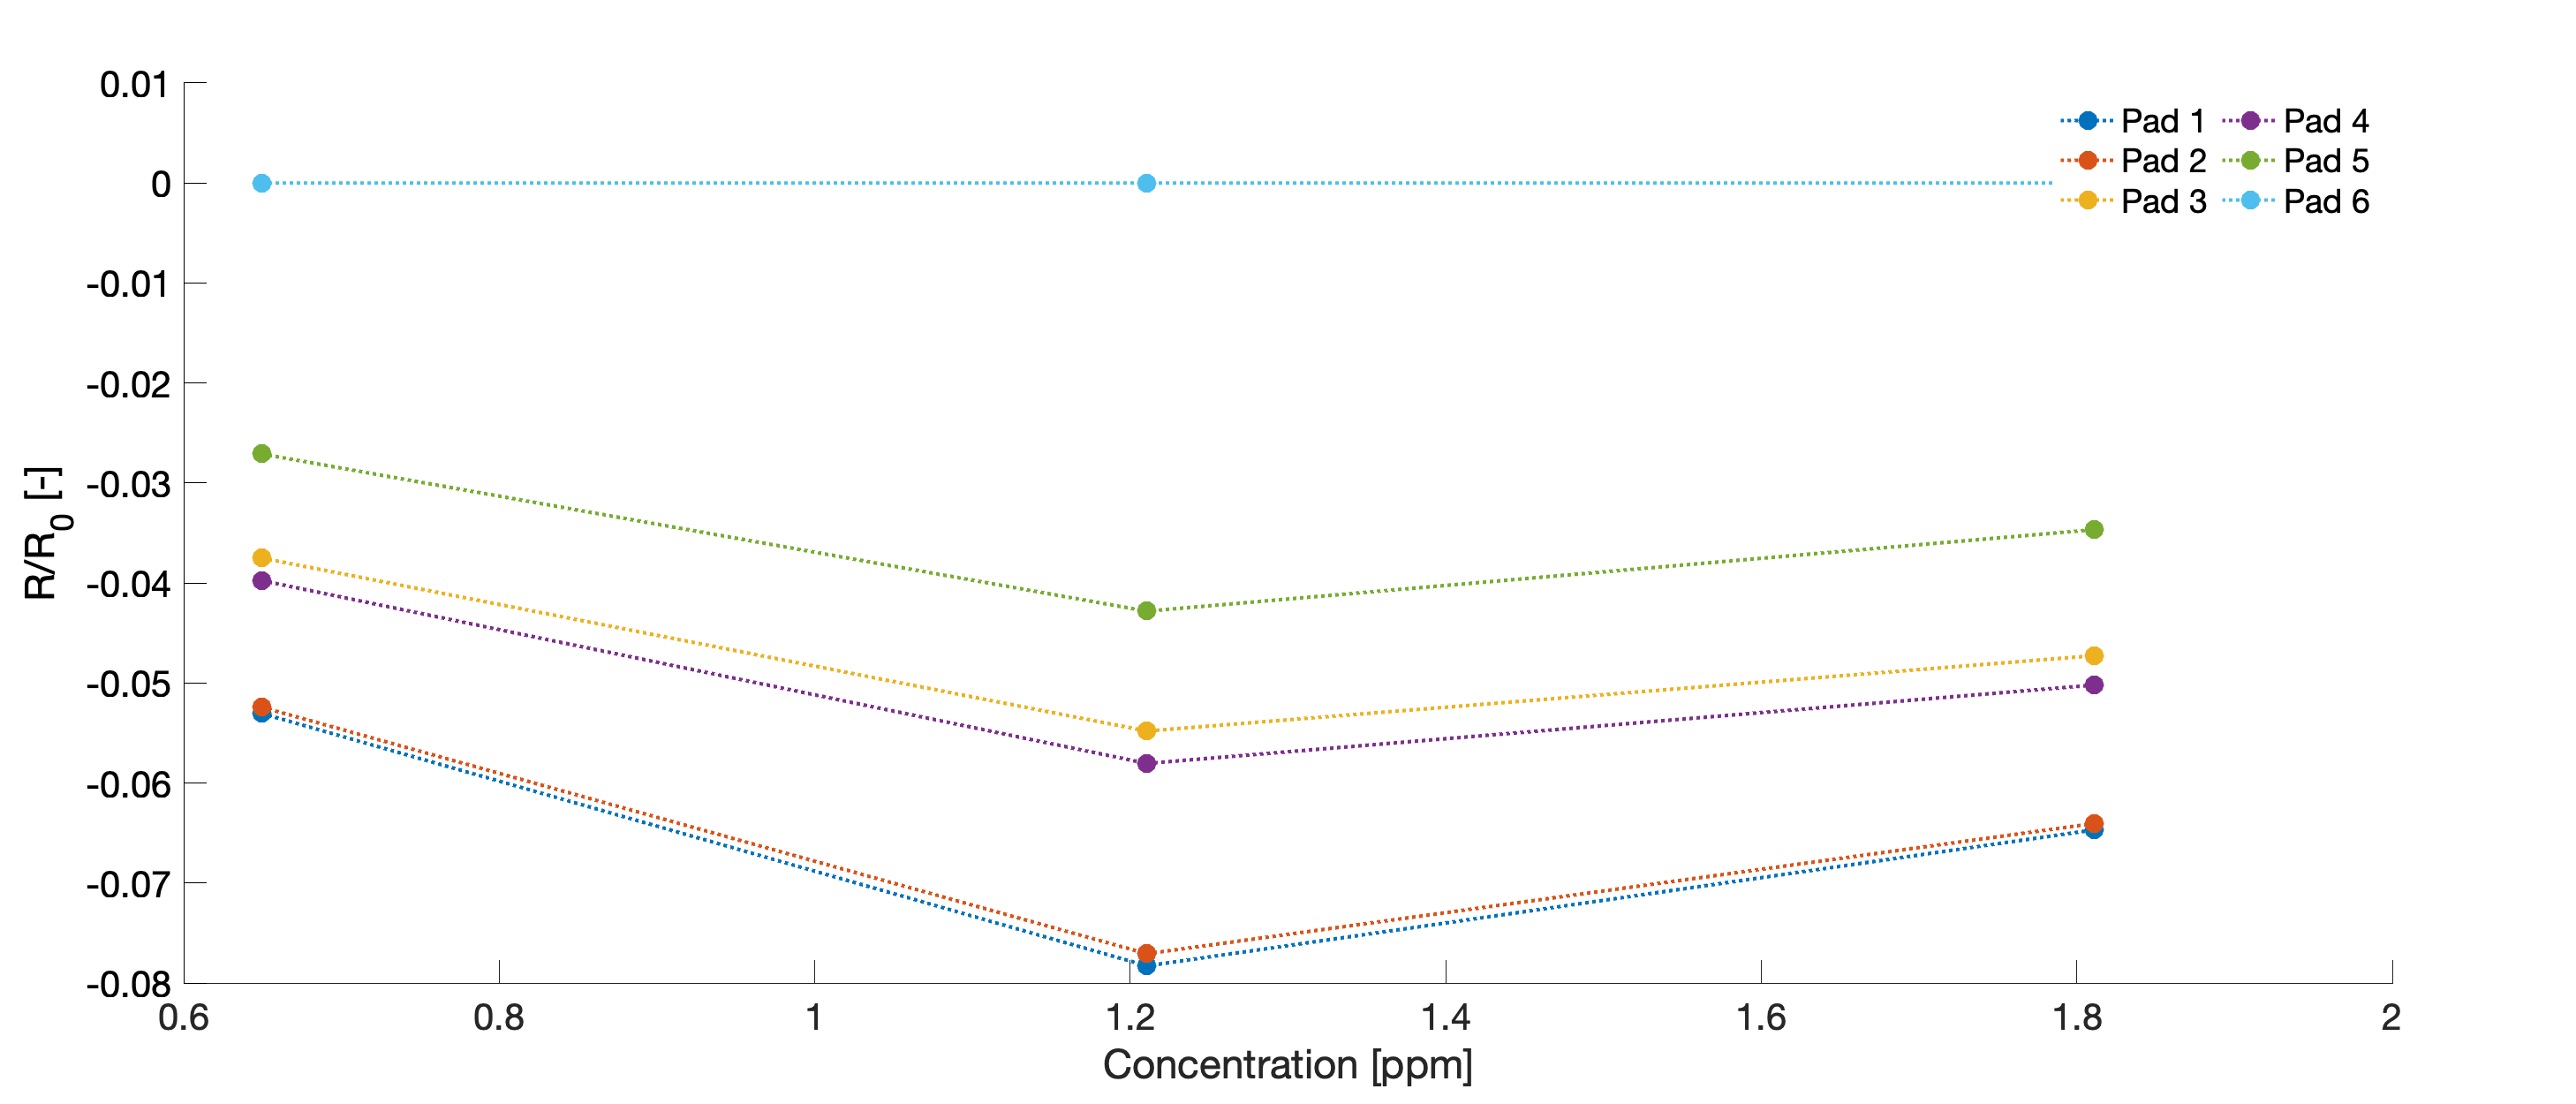 0.01
0
-0.01
-0.02
-0.03
-0.04
-0.05
-0.06
-0.07
-0.08
R/R0 [-]
Pad 1 Pad 4
Pad 2 Pad 5
Pad 3 Pad 6
0.6 0.8 1 1.2 1.4 1.6 1.8 2
Concentration [ppm]